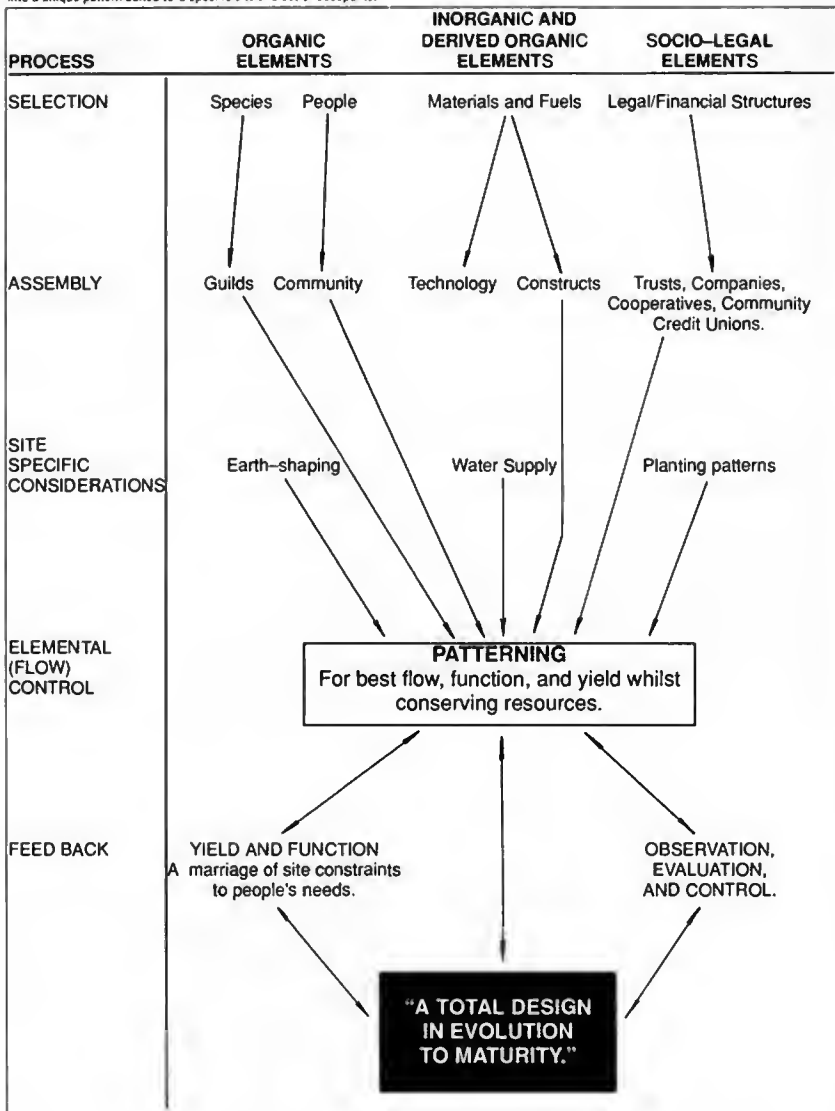 INORGANIC AND
ORGANIC DERIVED ORGANIC SOCIO–LEGAL
PROCESS ELEMENTS ELEMENTS ELEMENTS
SELECTION Species People Materials and Fuels Legal/Financial Structures
ASSEMBLY Guilds Community Technology Constructs Trusts, Companies,
Cooperatives, Community
Credit Unions.
SITE
SPECIFIC Earth–shaping Water Supply Planting patterns
CONSIDERATIONS
ELEMENTAL PATTERNING
(FLOW) For best flow, function, and yield whilst
CONTROL conserving resources.
FEED BACK YIELD AND FUNCTION OBSERVATION,
A marriage of site constraints EVALUATION,
to people's needs. AND CONTROL.
"A TOTAL DESIGN
IN EVOLUTION
TO MATURITY."